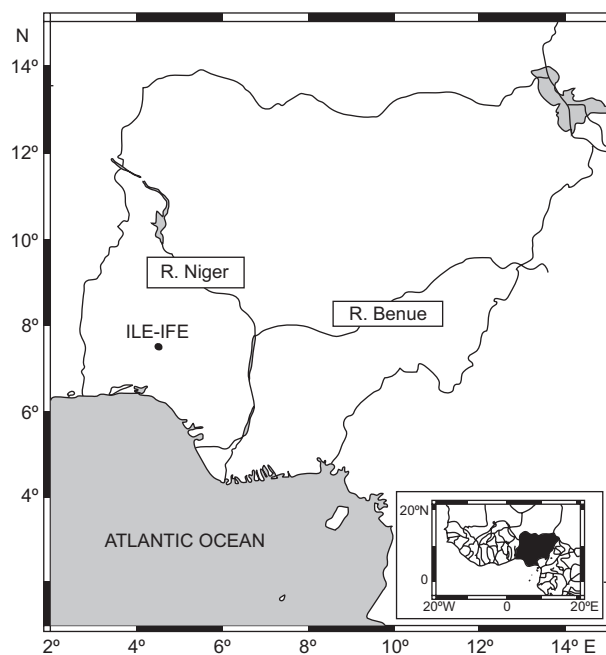 N
14º
12º
10º
R. Niger
R. Benue
8º
ILE-IFE
6º
4º
ATLANTIC OCEAN
20ºN
0
20ºW 0 20ºE
2º 4º 6º 8º 10º 12º 14º E